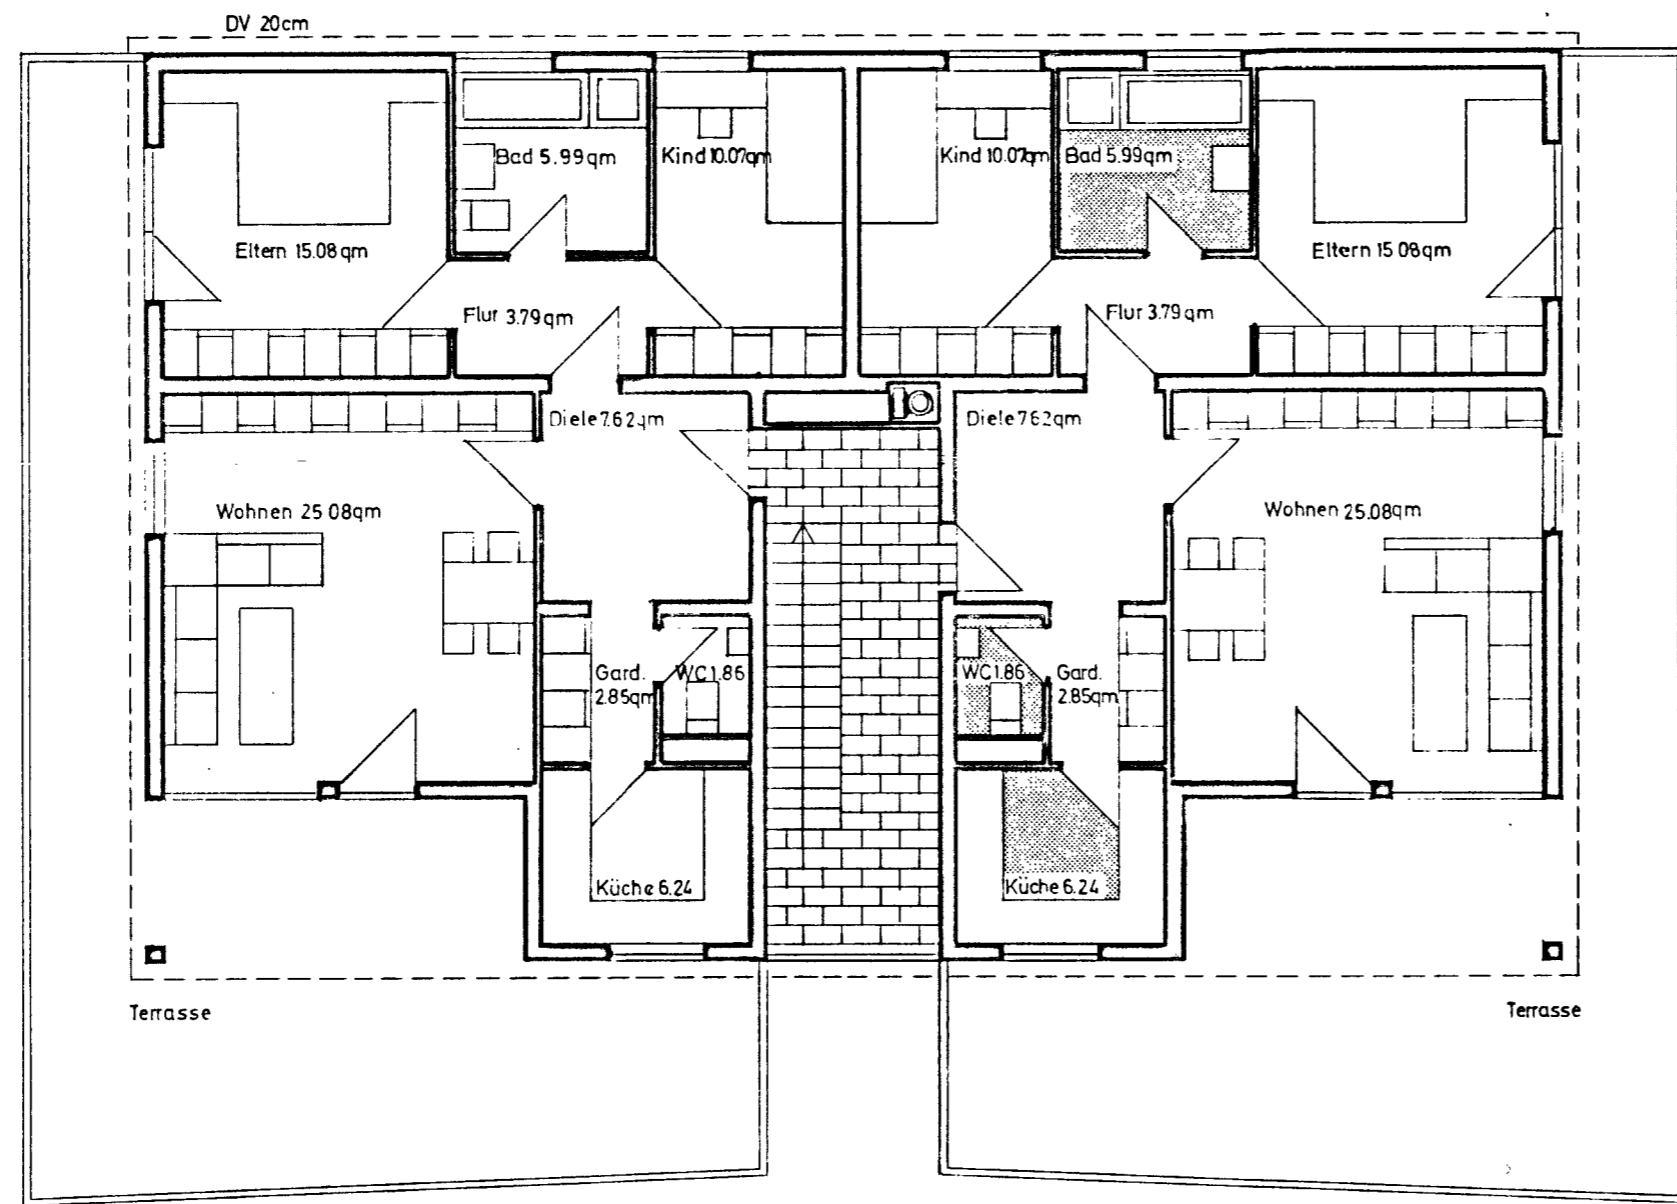 DV 20cm
Bad 5.99qm
Kind 10.07qm
Kind 10.07qm
Bad 5.99qm
Eltern 15.08qm
Eltern 15.08qm
Flur 3.79qm
Flur 3.79qm
Diele 7.62qm
Diele 7.62qm
Wohnen 25.08qm
Wohnen 25.08qm
Gard.
2.85qm
WC 1.86
WC 1.86
Gard.
2.85qm
Küche 6.24
Küche 6.24
Terrasse
Terrasse